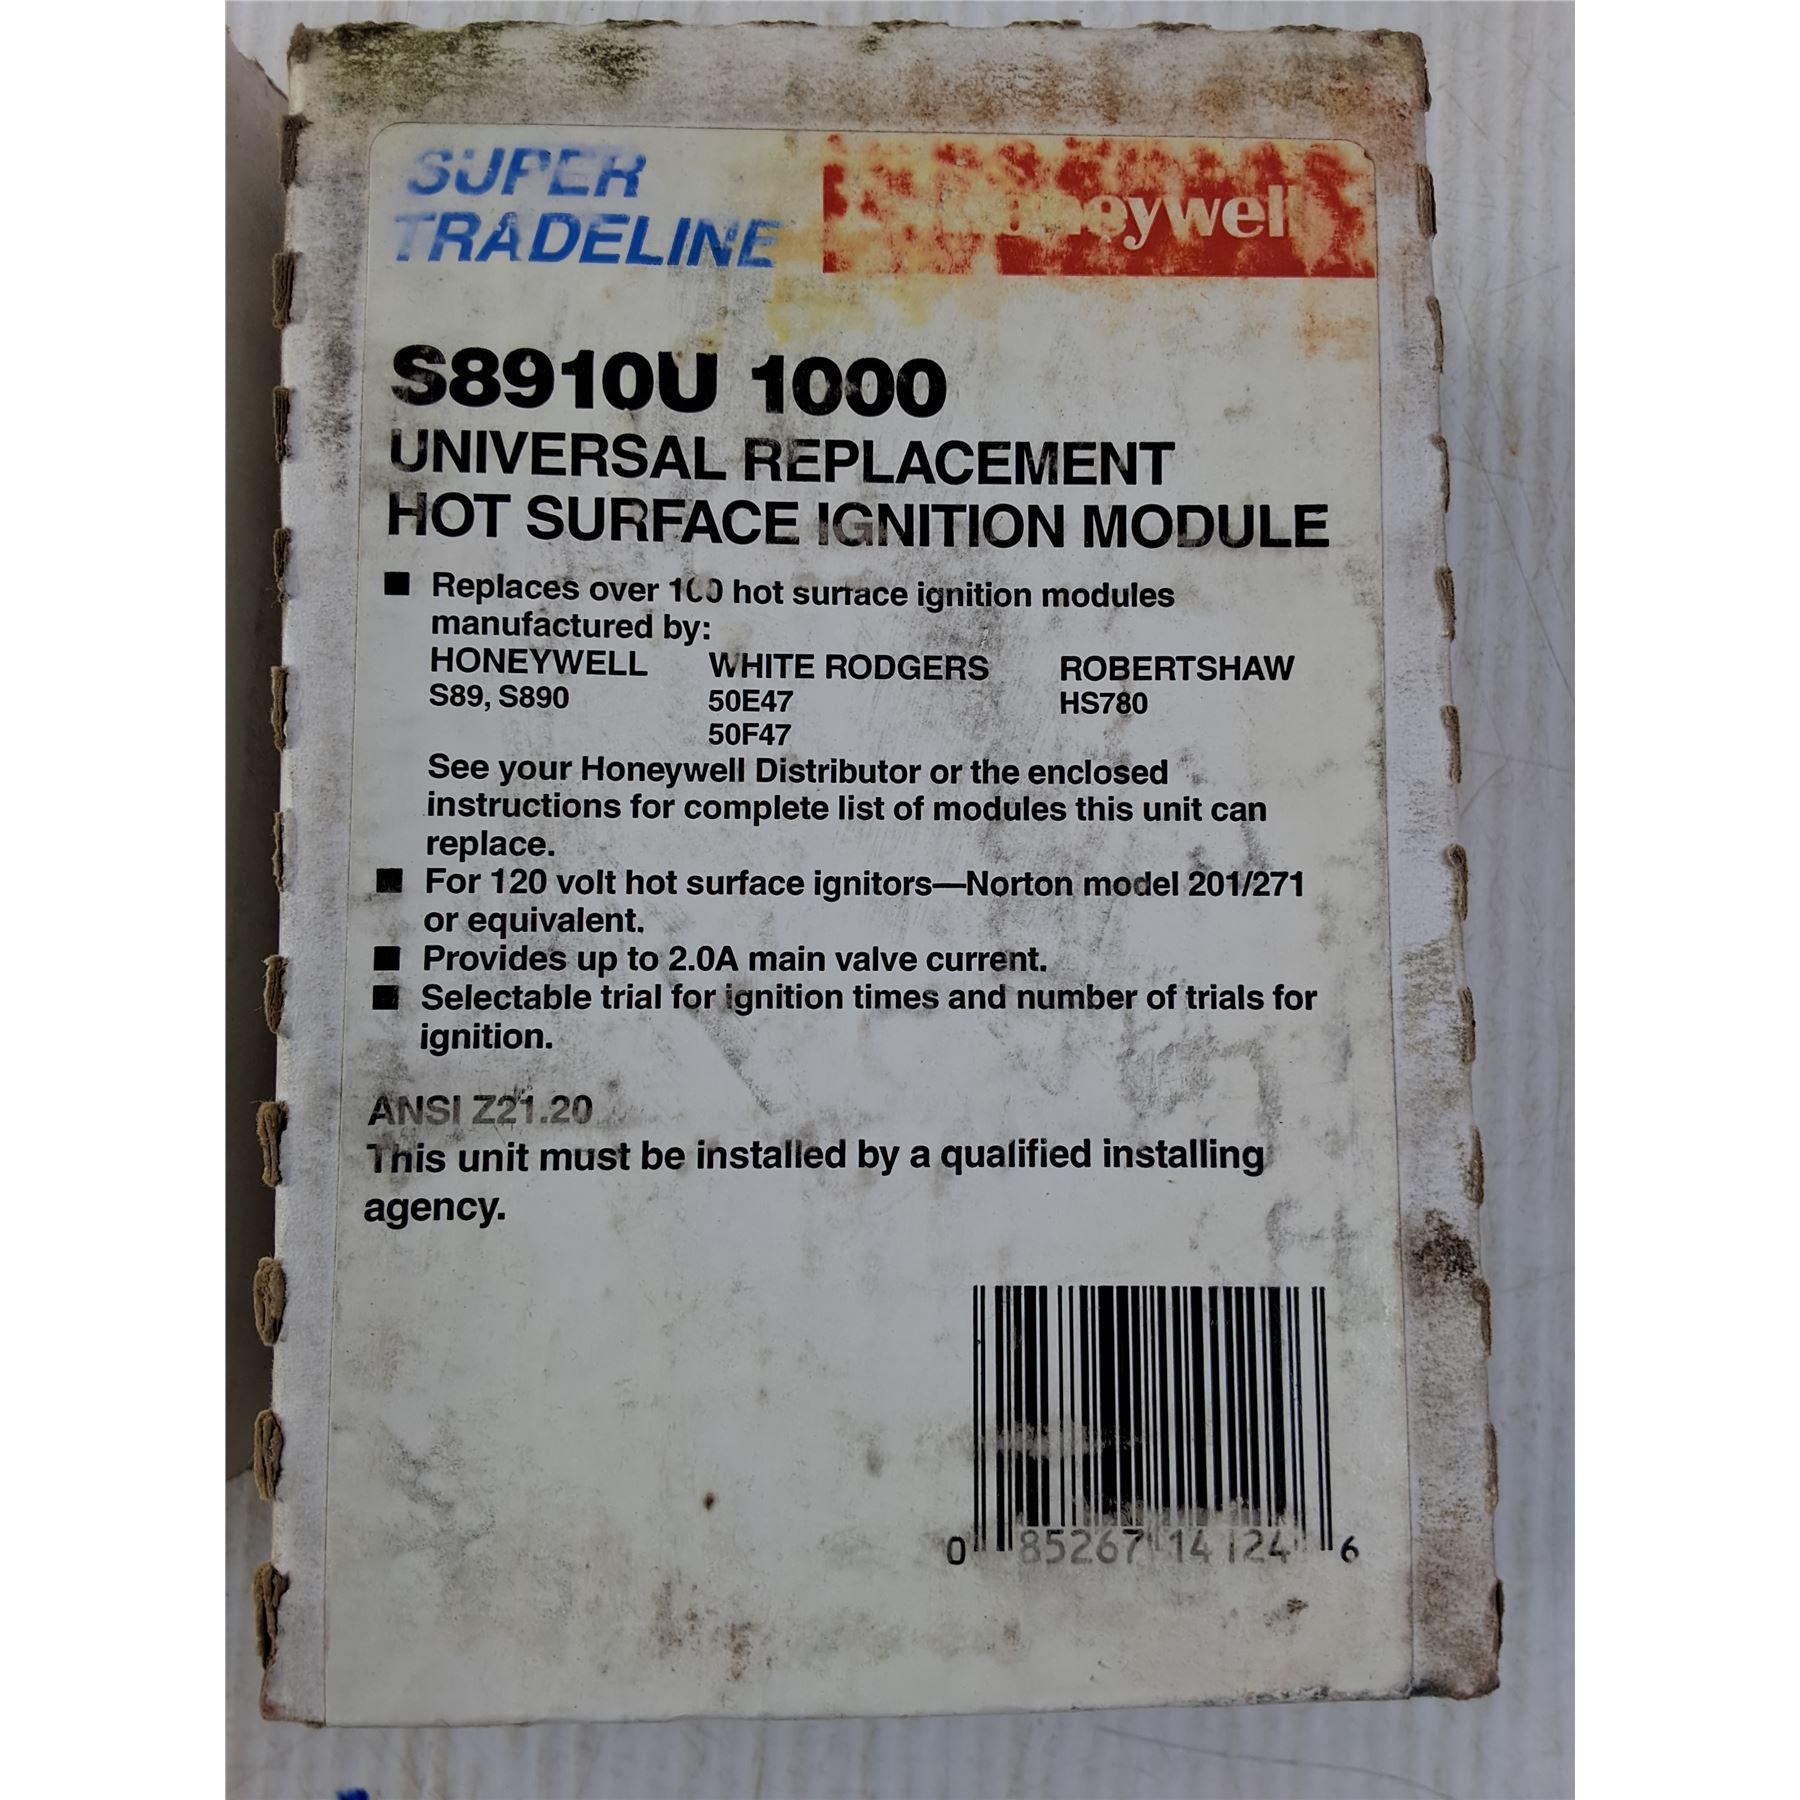 SUPER
TRADELINE
Honeywell
S8910U 1000
UNIVERSAL REPLACEMENT
HOT SURFACE IGNITION MODULE
■ Replaces over 100 hot surface ignition modules
manufactured by:
HONEYWELL WHITE RODGERS ROBERTSHAW
S89, S890 50E47 HS780
50F47
See your Honeywell Distributor or the enclosed
instructions for complete list of modules this unit can
replace.
■ For 120 volt hot surface ignitors—Norton model 201/271
or equivalent.
■ Provides up to 2.0A main valve current.
■ Selectable trial for ignition times and number of trials for
ignition.
ANSI Z21.20
This unit must be installed by a qualified installing
agency.
0 85267 14124 6